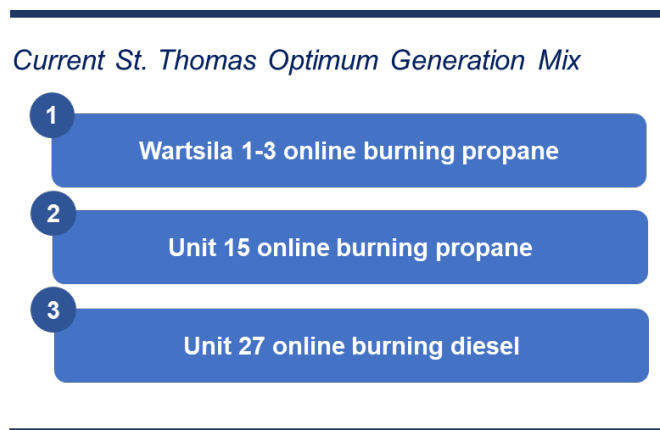 Current St. Thomas Optimum Generation Mix
1
Wartsila 1-3 online burning propane
2
Unit 15 online burning propane
3
Unit 27 online burning diesel